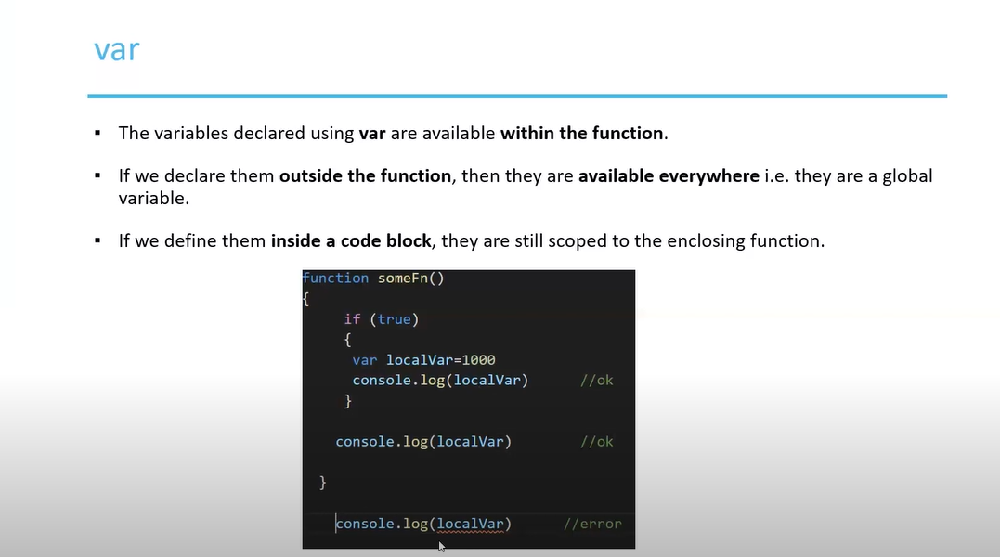 var
▪ The variables declared using var are available within the function.
▪ If we declare them outside the function, then they are available everywhere i.e. they are a global
variable.
▪ If we define them inside a code block, they are still scoped to the enclosing function.
function someFn()
{
if (true)
{
var localVar=1000
console.log(localVar) //ok
}
console.log(localVar) //ok
}
console.log(localVar) //error